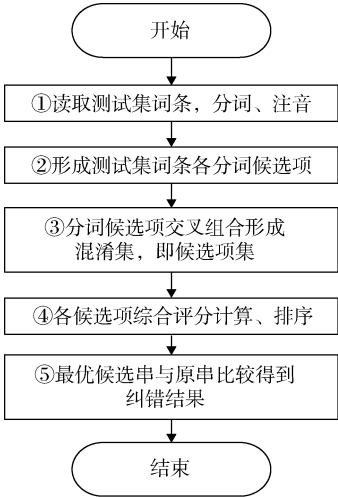 开始
①读取测试集词条，分词、注音
②形成测试集词条各分词候选项
③分词候选项交叉组合形成
混淆集，即候选项集
④各候选项综合评分计算、排序
⑤最优候选串与原串比较得到
纠错结果
结束